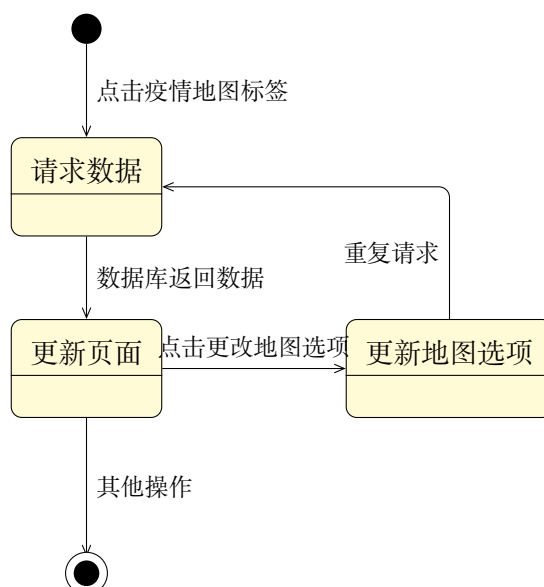 点击疫情地图标签
请求数据
重复请求
数据库返回数据
更新页面
点击更改地图选项
更新地图选项
其他操作